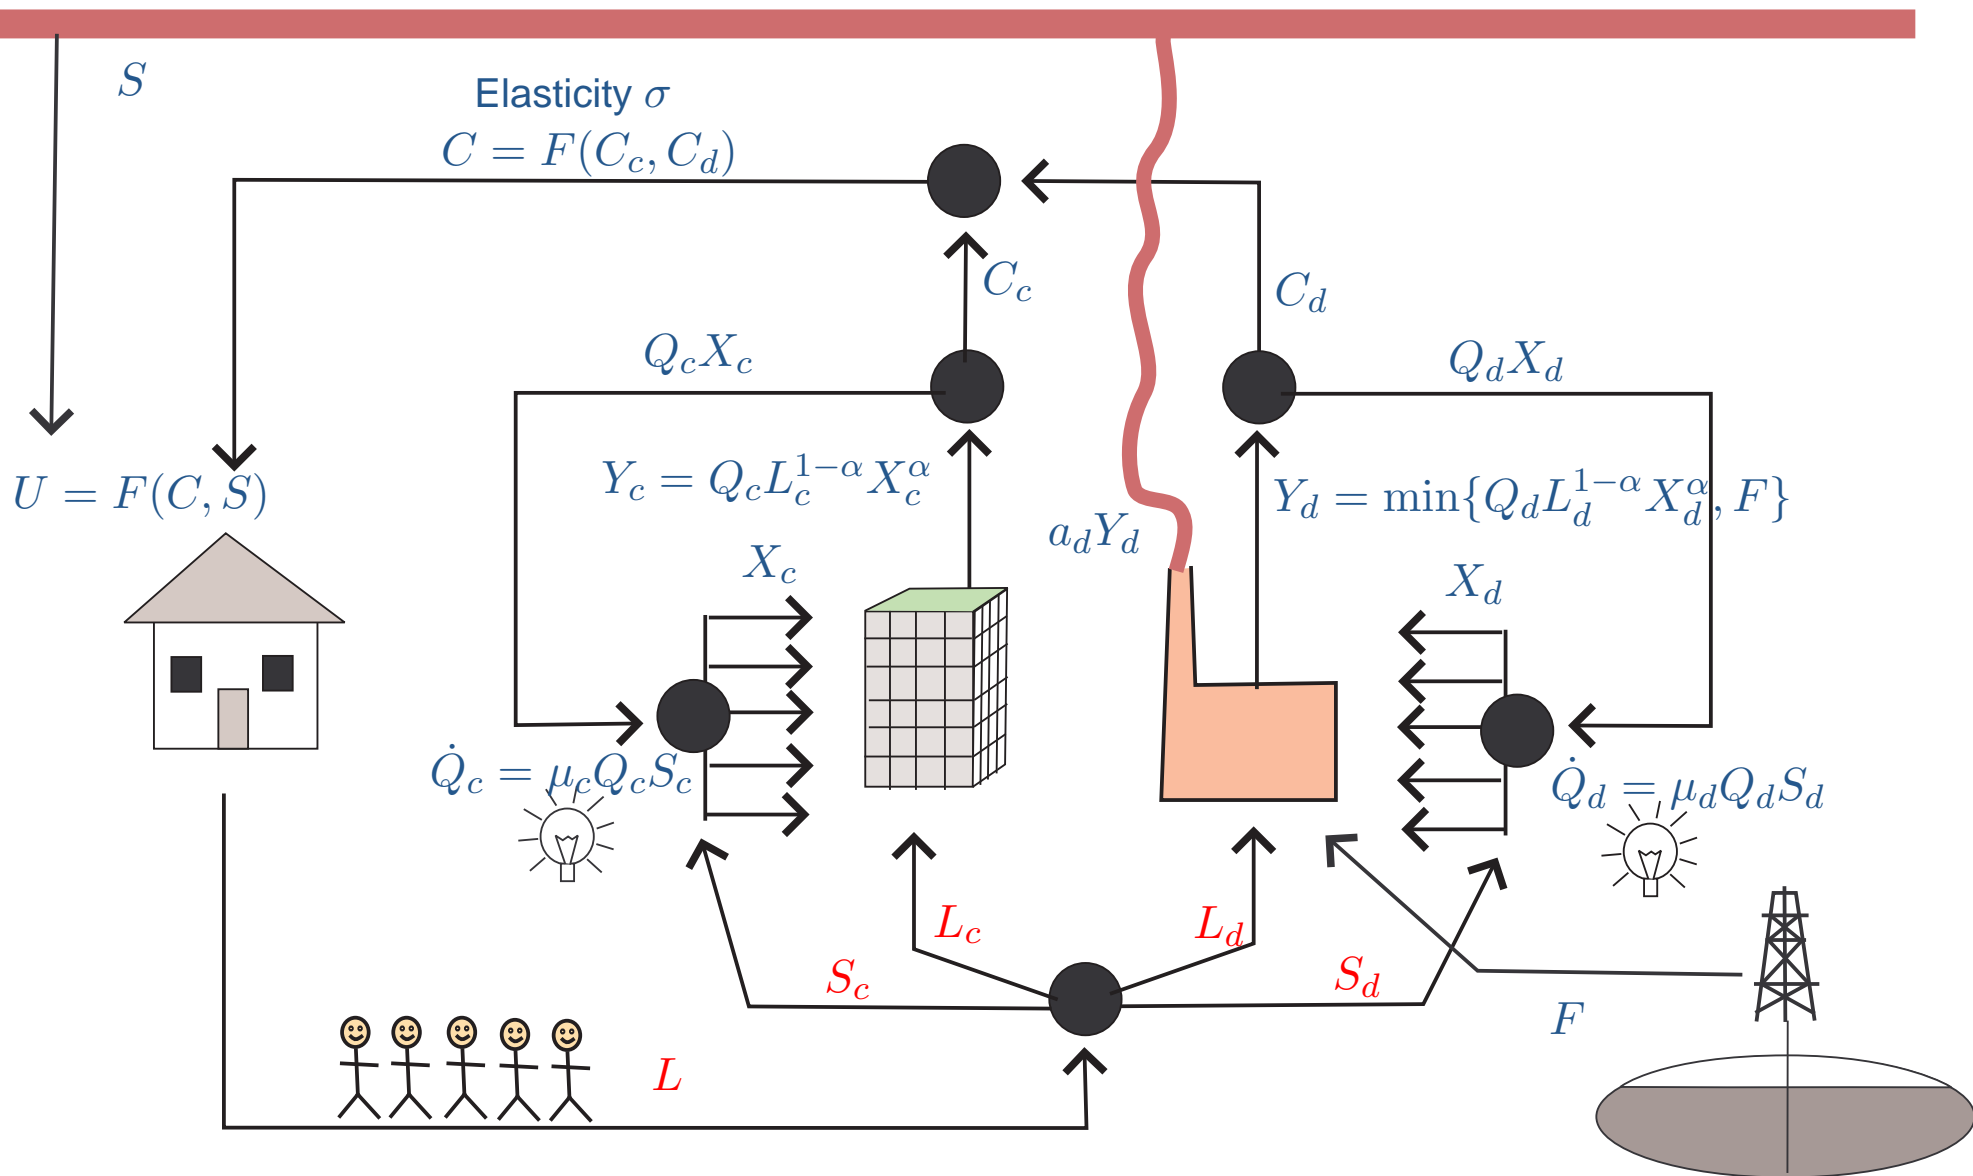 S
Elasticity σ
C = F(C_c, C_d)
C_c
C_d
Q_cX_c
Q_dX_d
U = F(C, S)
Y_c = Q_cL_c^{1−α}X_c^α
a_dY_d
Y_d = min{Q_dL_d^{1−α}X_d^α, F}
X_c
X_d
Q̇_c = μ_cQ_cS_c
Q̇_d = μ_dQ_dS_d
L_c
L_d
S_c
S_d
F
L